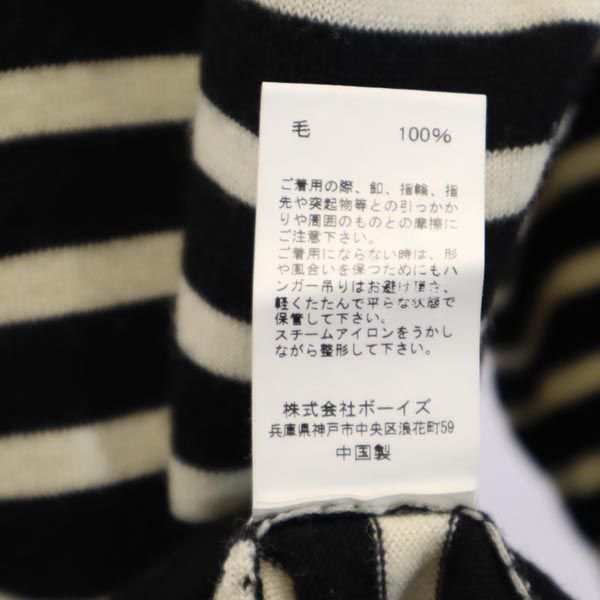 毛 100%
ご着用の際、釦、指輪、指
先や突起物等との引っかか
りや周囲のものとの摩擦に
ご注意下さい。
ご着用にならない時は、形
や風合いを保つためにもハ
ンガー吊りはお避け頂き、
軽くたたんで平らな状態で
保管して下さい。
スチームアイロンをうかし
ながら整形して下さい。
株式会社ボーイズ
兵庫県神戸市中央区浪花町59
中国製